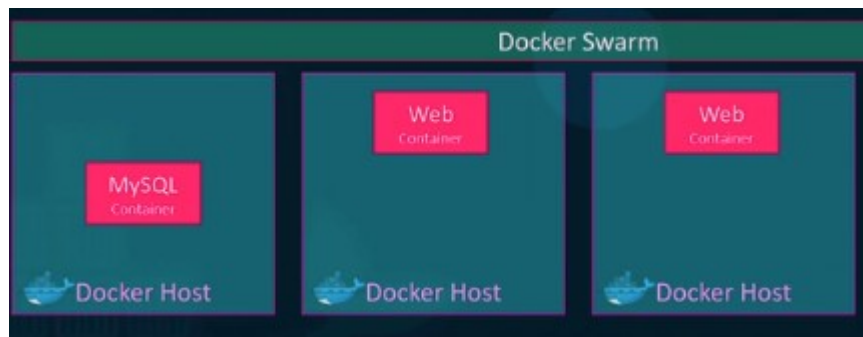 Docker Swarm
Web
Container
Web
Container
MySQL
Container
Docker Host
Docker Host
Docker Host